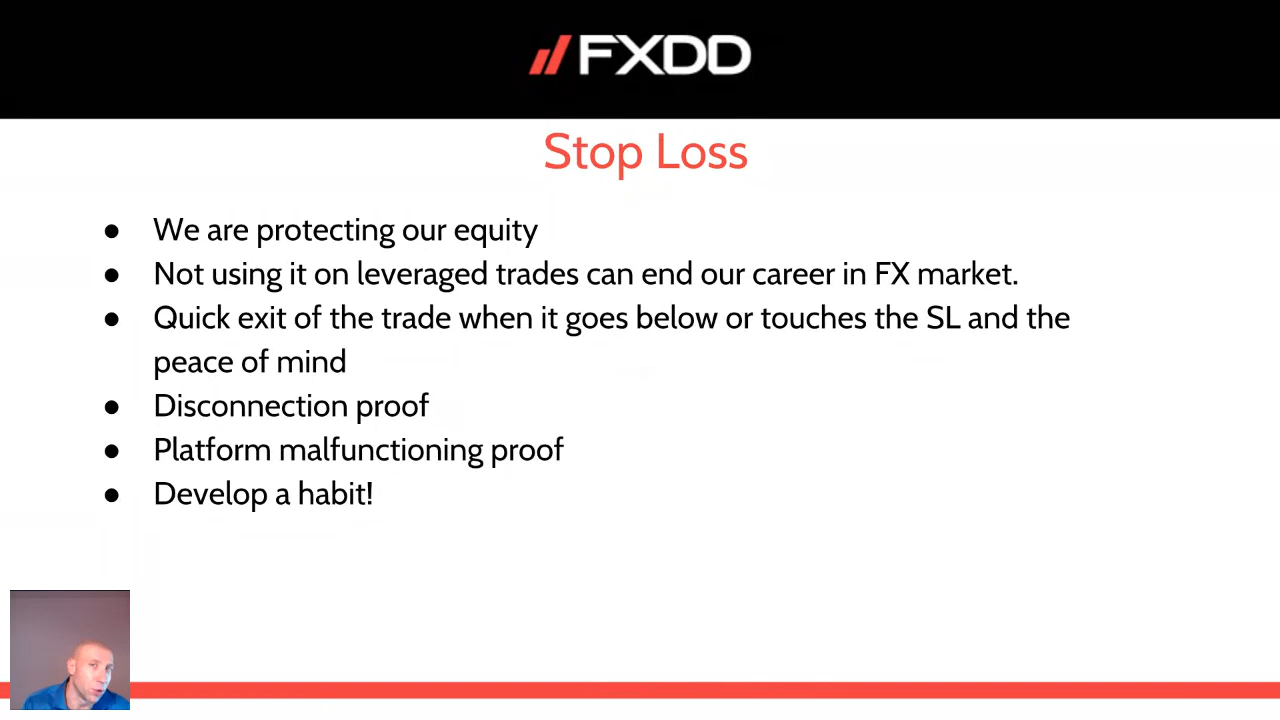 FXDD
Stop Loss
● We are protecting our equity
● Not using it on leveraged trades can end our career in FX market.
● Quick exit of the trade when it goes below or touches the SL and the
peace of mind
● Disconnection proof
● Platform malfunctioning proof
● Develop a habit!